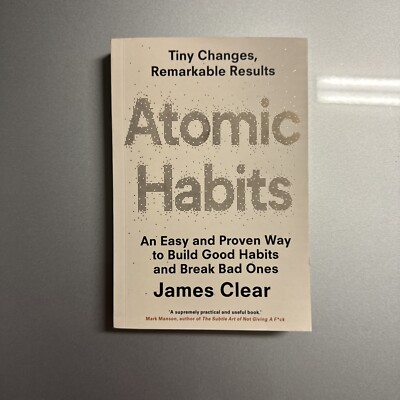 Tiny Changes,
Remarkable Results
Atomic
Habits
An Easy and Proven Way
to Build Good Habits
and Break Bad Ones
James Clear
'A supremely practical and useful book.'
Mark Manson, author of The Subtle Art of Not Giving A F*ck